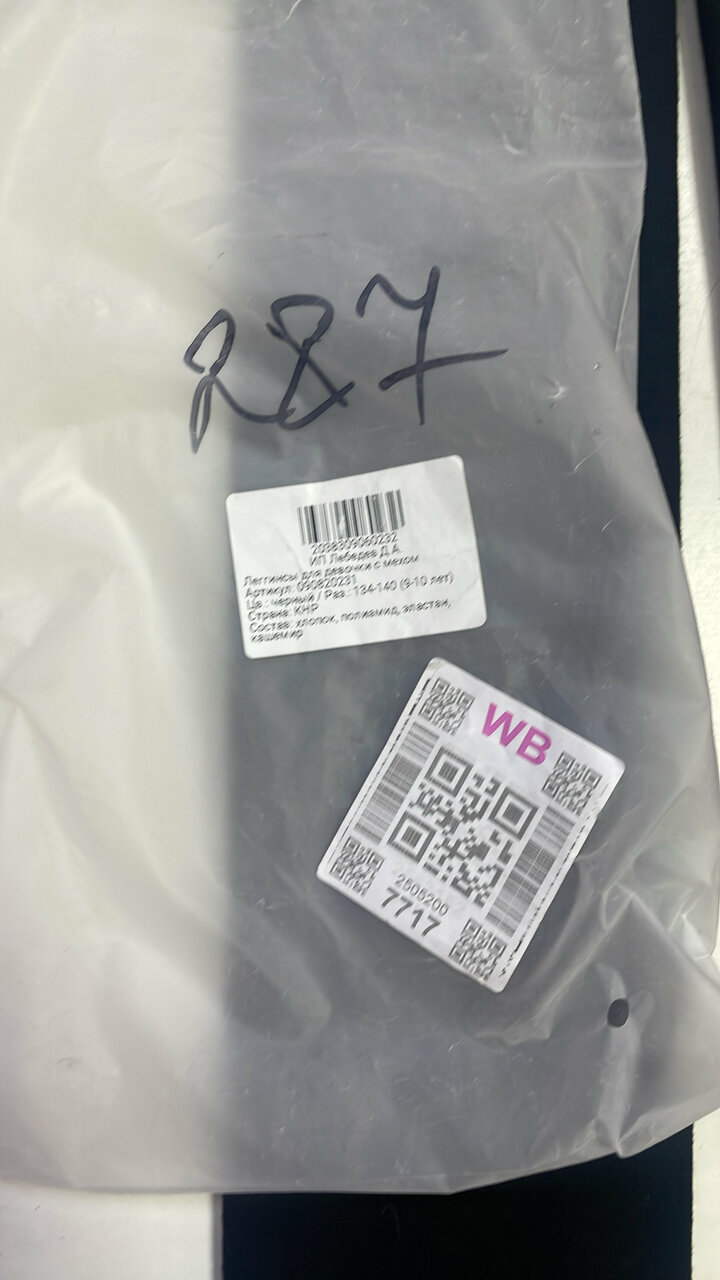 287
2038309060232
ИП Лебедев Д.А.
Леггинсы для девочки с мехом
Артикул: 090820231
Цв.: черный / Раз.: 134-140 (9-10 лет)
Страна: КНР
Состав: хлопок, полиамид, эластан,
кашемир
WB
2505200
7717